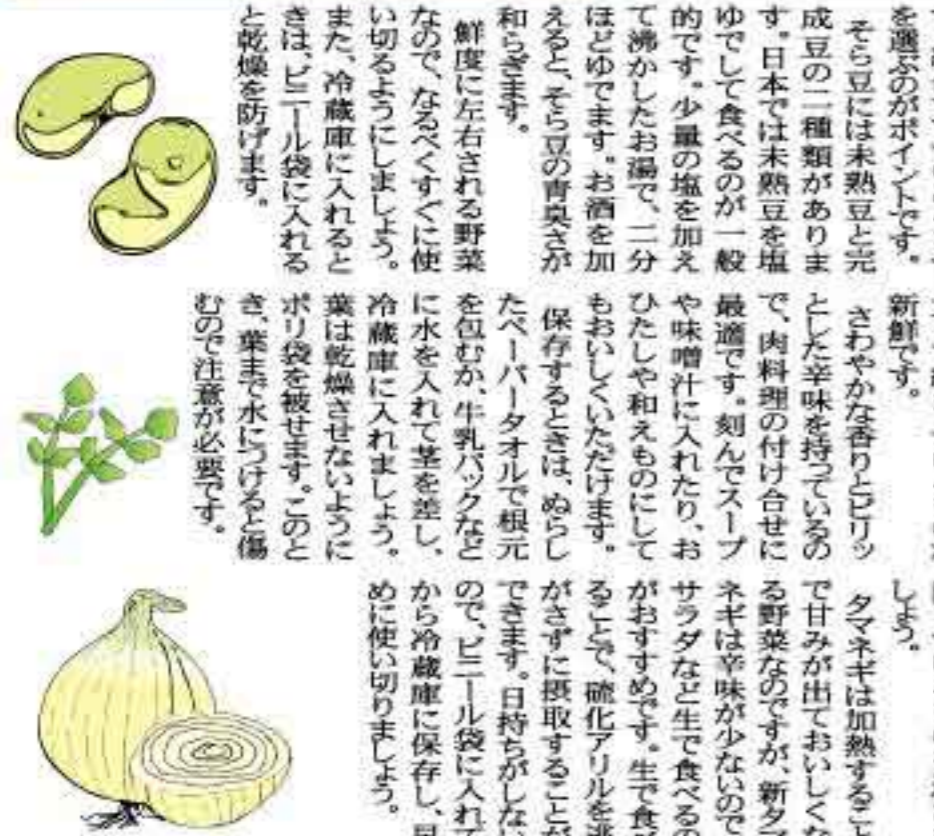 を選ぶのがポイントです。
そら豆には未熟豆と完
成豆の二種類がありま
す。日本では未熟豆を塩
ゆでして食べるのが一般
的です。少量の塩を加え
て沸かしたお湯で、二分
ほどゆでます。お酒を加
えると、そら豆の青臭さが
和らぎます。
鮮度に左右される野菜
なので、なるべくすぐに使
い切るようにしましょう。
また、冷蔵庫に入れると
きは、ビニール袋に入れる
と乾燥を防げます。
新鮮です。
さわやかな香りとピリッ
とした辛味を持っているの
で、肉料理の付け合せに
最適です。刻んでスープ
や味噌汁に入れたり、お
ひたしや和えものにして
もおいしくいただけます。
保存するときは、ぬらし
たペーパータオルで根元
を包むか、牛乳パックなど
に水を入れて茎を差し、
冷蔵庫に入れましょう。
葉は乾燥させないように
ポリ袋を被せます。このと
き、葉まで水につけると傷
むので注意が必要です。
しょう。
タマネギは加熱するこ
で甘みが出ておいしく
る野菜なのですが、新タ
ネギは辛味が少ないので
サラダなど生で食べるの
がおすすめです。生で食
ることで、硫化アリルを逃
がさずに摂取することが
できます。日持ちがしない
ので、ビニール袋に入れて
から冷蔵庫に保存し、早
めに使い切りましょう。